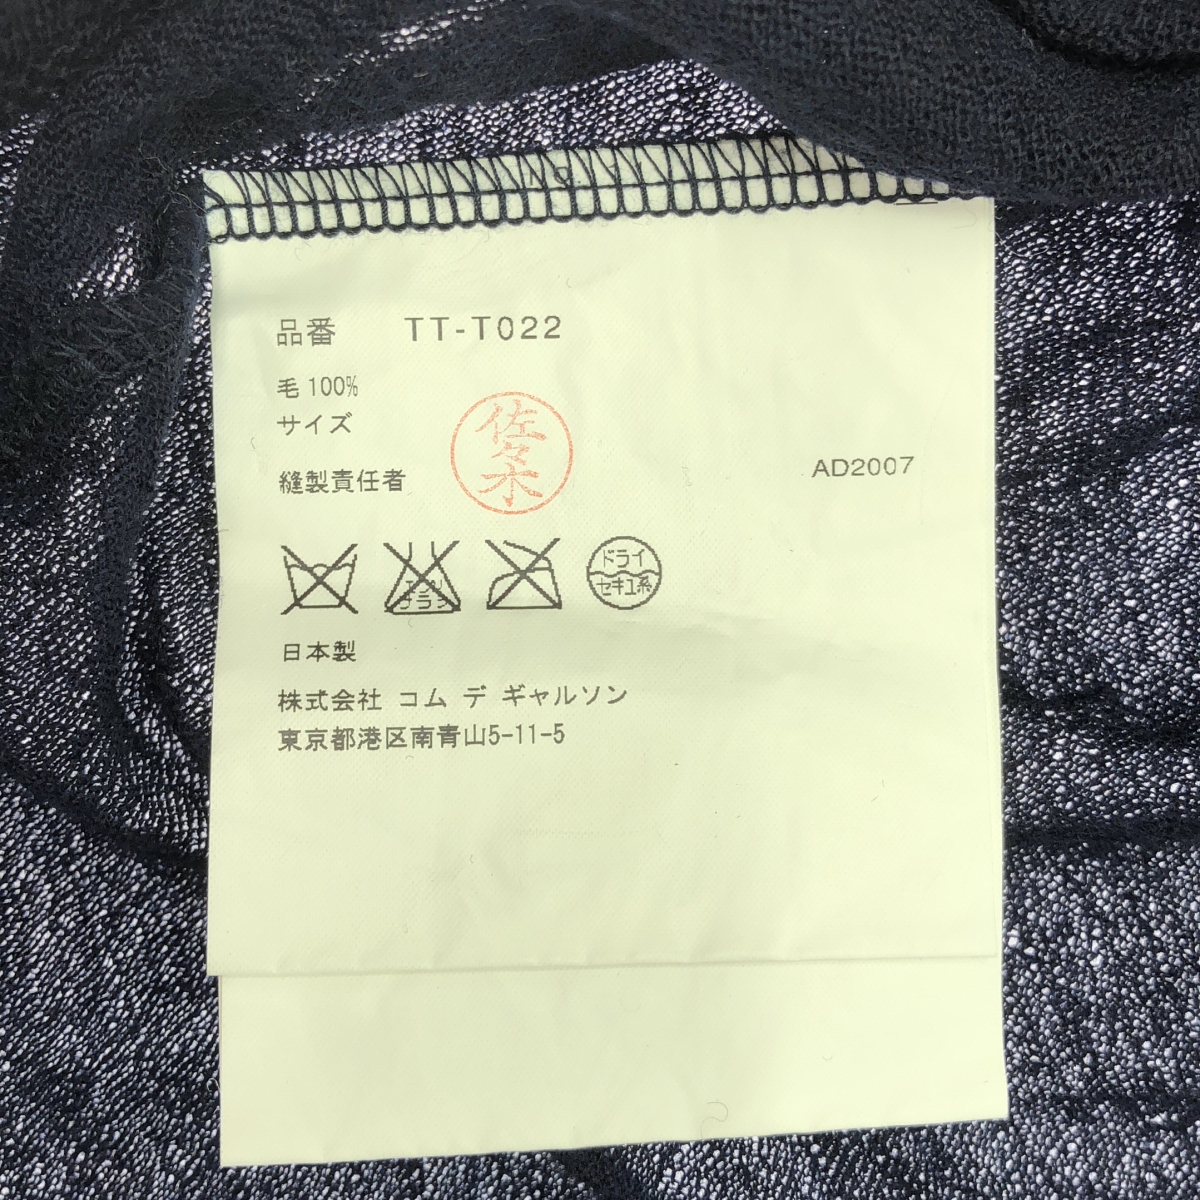 品番 TT-T022
毛 100%
サイズ
佐々木
縫製責任者
AD2007
ドライ
セキユ系
日本製
株式会社 コム デ ギャルソン
東京都港区南青山5-11-5